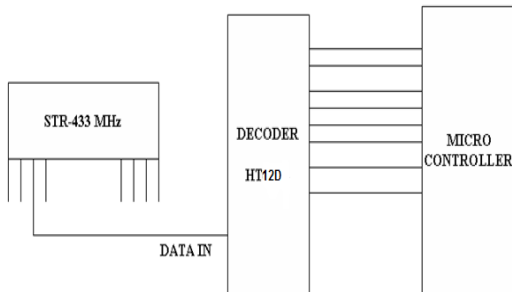 STR-433 MHz
DECODER
HT12D
MICRO
CONTROLLER
DATA IN